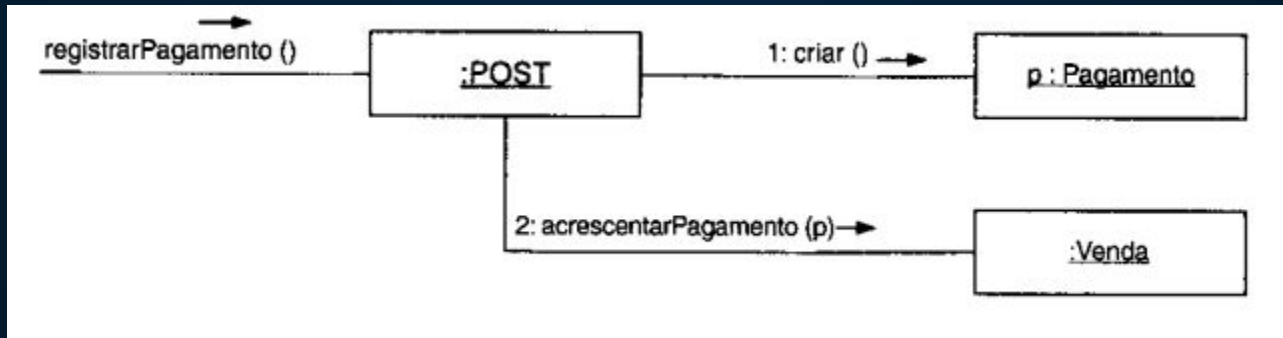 registrarPagamento ()
:POST
1: criar ()
p : Pagamento
2: acrescentarPagamento (p)
:Venda